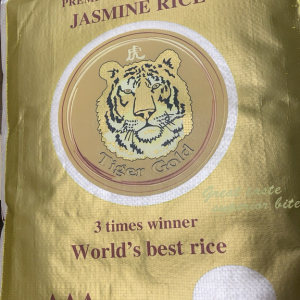 JASMINE RICE
虎
Tiger Gold
3 times winner
World's best rice